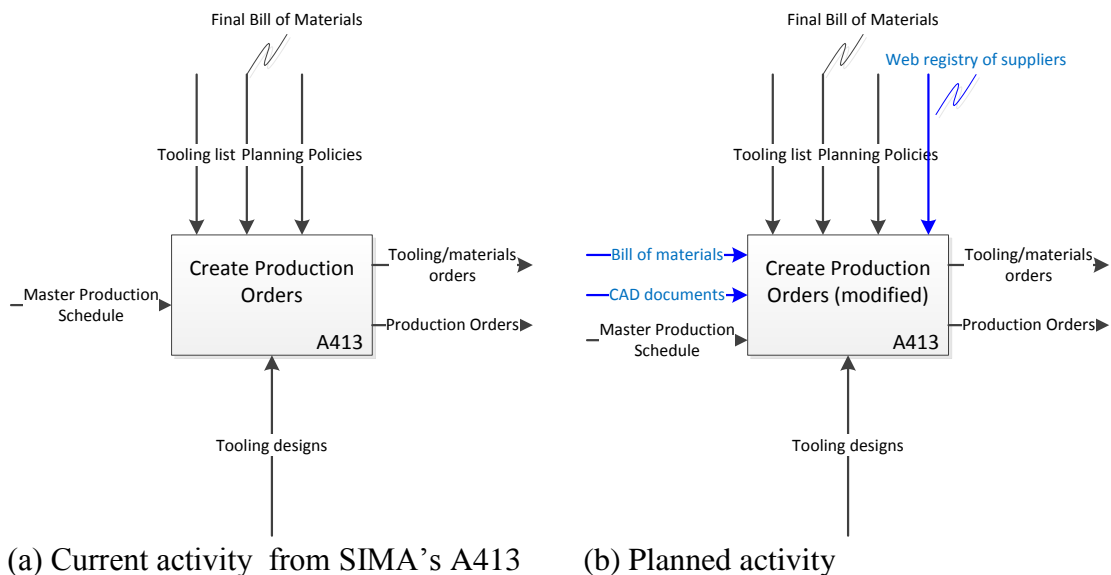 Final Bill of Materials
Tooling list Planning Policies
Create Production
Orders
A413
Master Production
Schedule
Tooling/materials
orders
Production Orders
Tooling designs
(a) Current activity from SIMA's A413
Final Bill of Materials
Web registry of suppliers
Tooling list Planning Policies
Bill of materials
CAD documents
Master Production
Schedule
Create Production
Orders (modified)
A413
Tooling/materials
orders
Production Orders
Tooling designs
(b) Planned activity